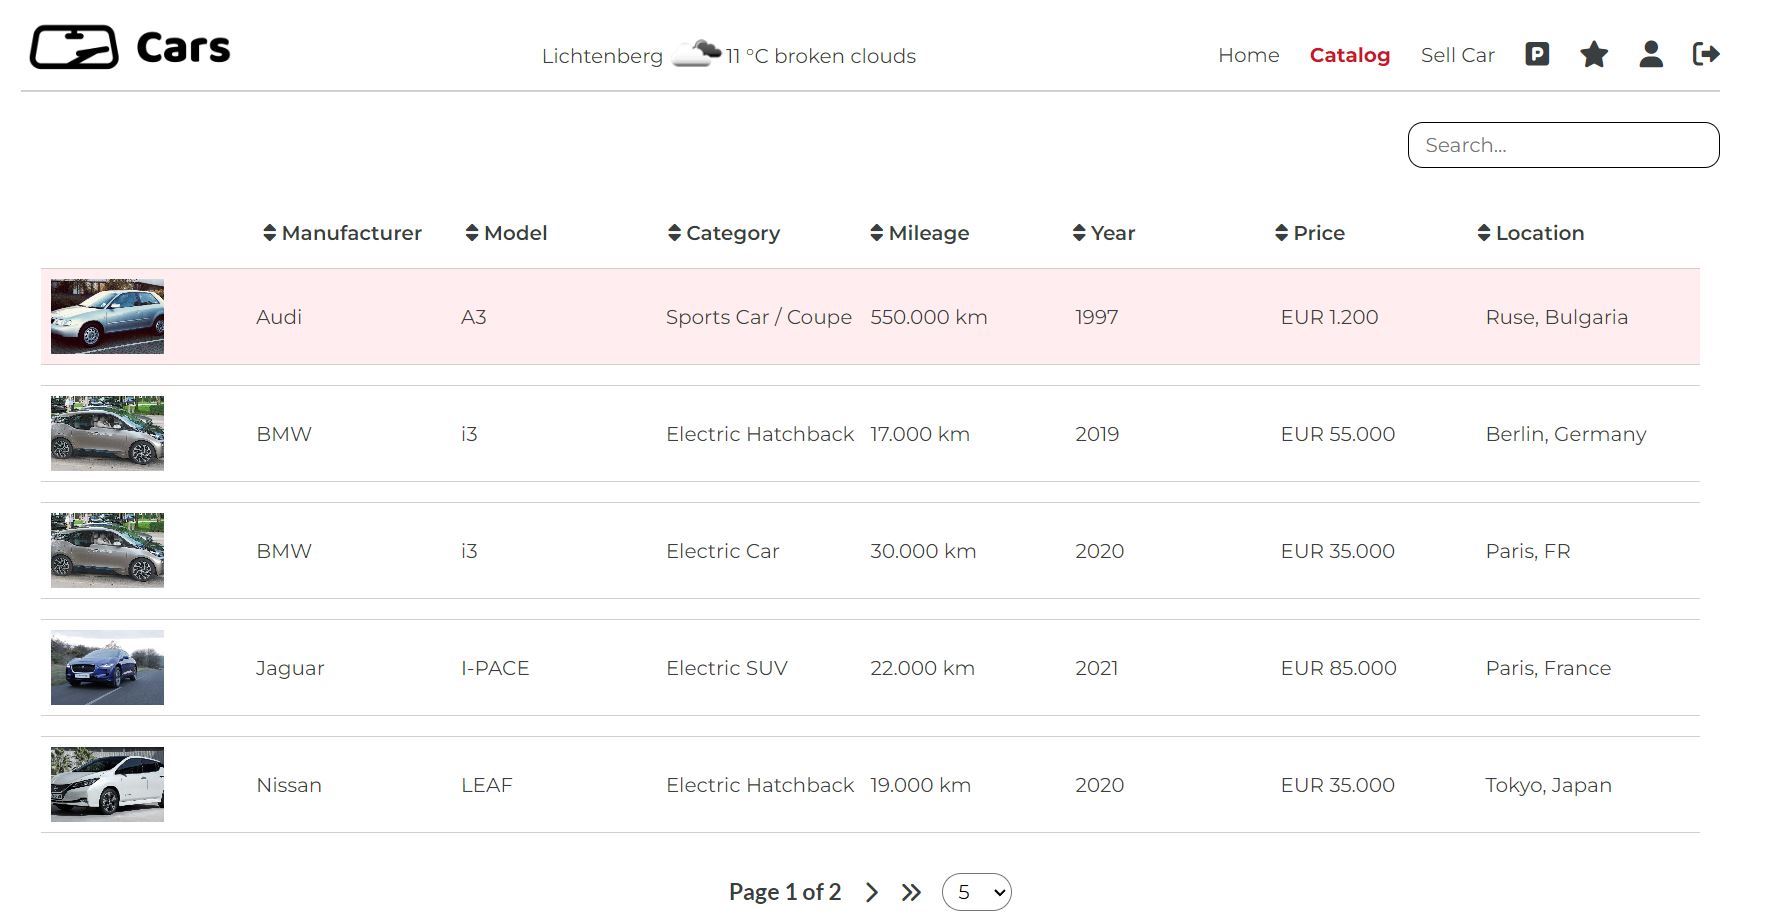 Cars
Lichtenberg 11 °C broken clouds
Home Catalog Sell Car P
Search...
Manufacturer Model Category Mileage Year Price Location
Audi A3 Sports Car / Coupe 550.000 km 1997 EUR 1.200 Ruse, Bulgaria
BMW i3 Electric Hatchback 17.000 km 2019 EUR 55.000 Berlin, Germany
BMW i3 Electric Car 30.000 km 2020 EUR 35.000 Paris, FR
Jaguar I-PACE Electric SUV 22.000 km 2021 EUR 85.000 Paris, France
Nissan LEAF Electric Hatchback 19.000 km 2020 EUR 35.000 Tokyo, Japan
Page 1 of 2 5